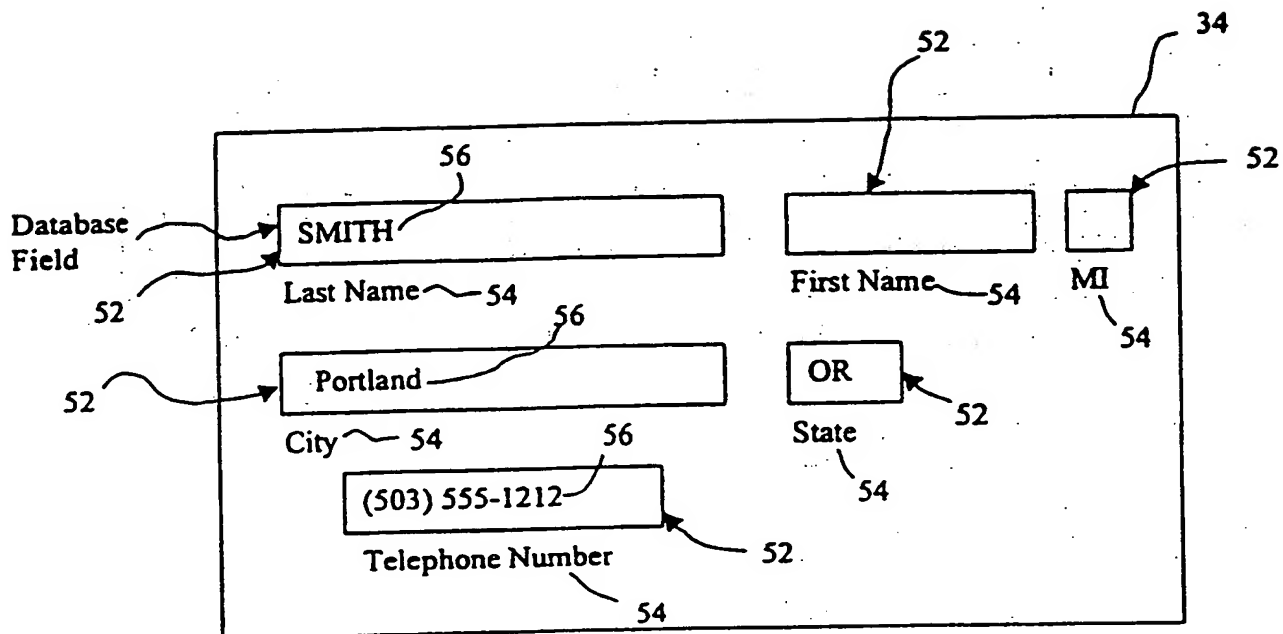 34
52
56
52
Database
Field
SMITH
52
Last Name 54
First Name 54
MI
54
56
52
Portland
OR
52
City 54
State
54
56
(503) 555-1212
52
Telephone Number
54